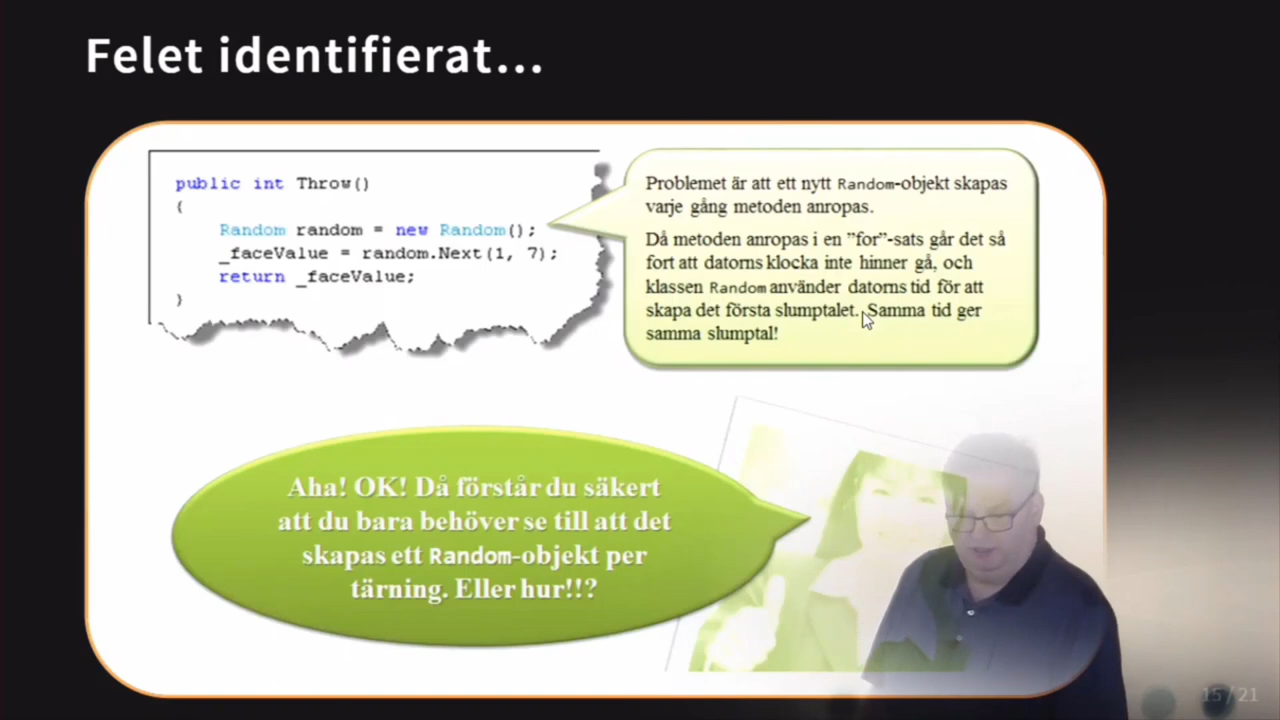 Felet identifierat...
public int Throw()
{
Random random = new Random();
_faceValue = random.Next(1, 7);
return _faceValue;
}
Problemet är att ett nytt Random-objekt skapas
varje gång metoden anropas.
Då metoden anropas i en ”for”-sats går det så
fort att datorns klocka inte hinner gå, och
klassen Random använder datorns tid för att
skapa det första slumptalet. Samma tid ger
samma slumptal!
Aha! OK! Då förstår du säkert
att du bara behöver se till att det
skapas ett Random-objekt per
tärning. Eller hur!!?
15 / 21